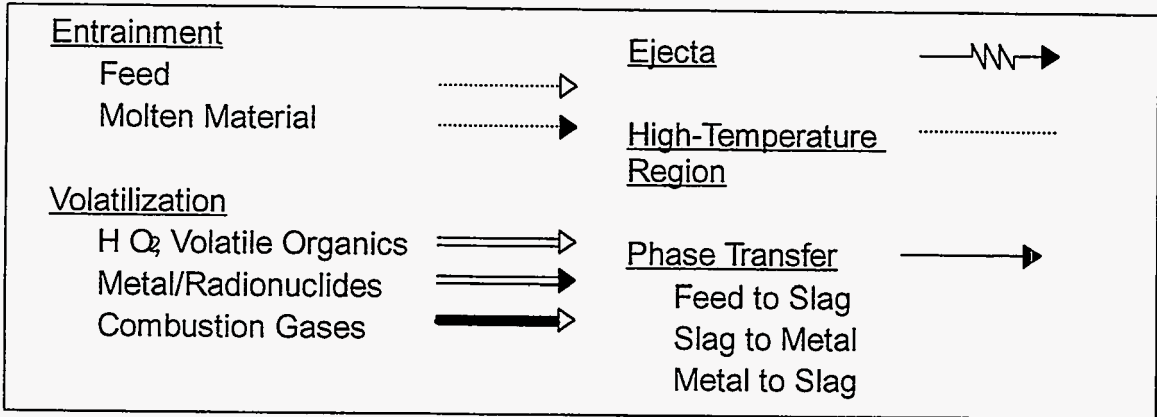 Entrainment
Feed
Molten Material
Volatilization
H O2, Volatile Organics
Metal/Radionuclides
Combustion Gases
Ejecta
High-Temperature
Region
Phase Transfer
Feed to Slag
Slag to Metal
Metal to Slag